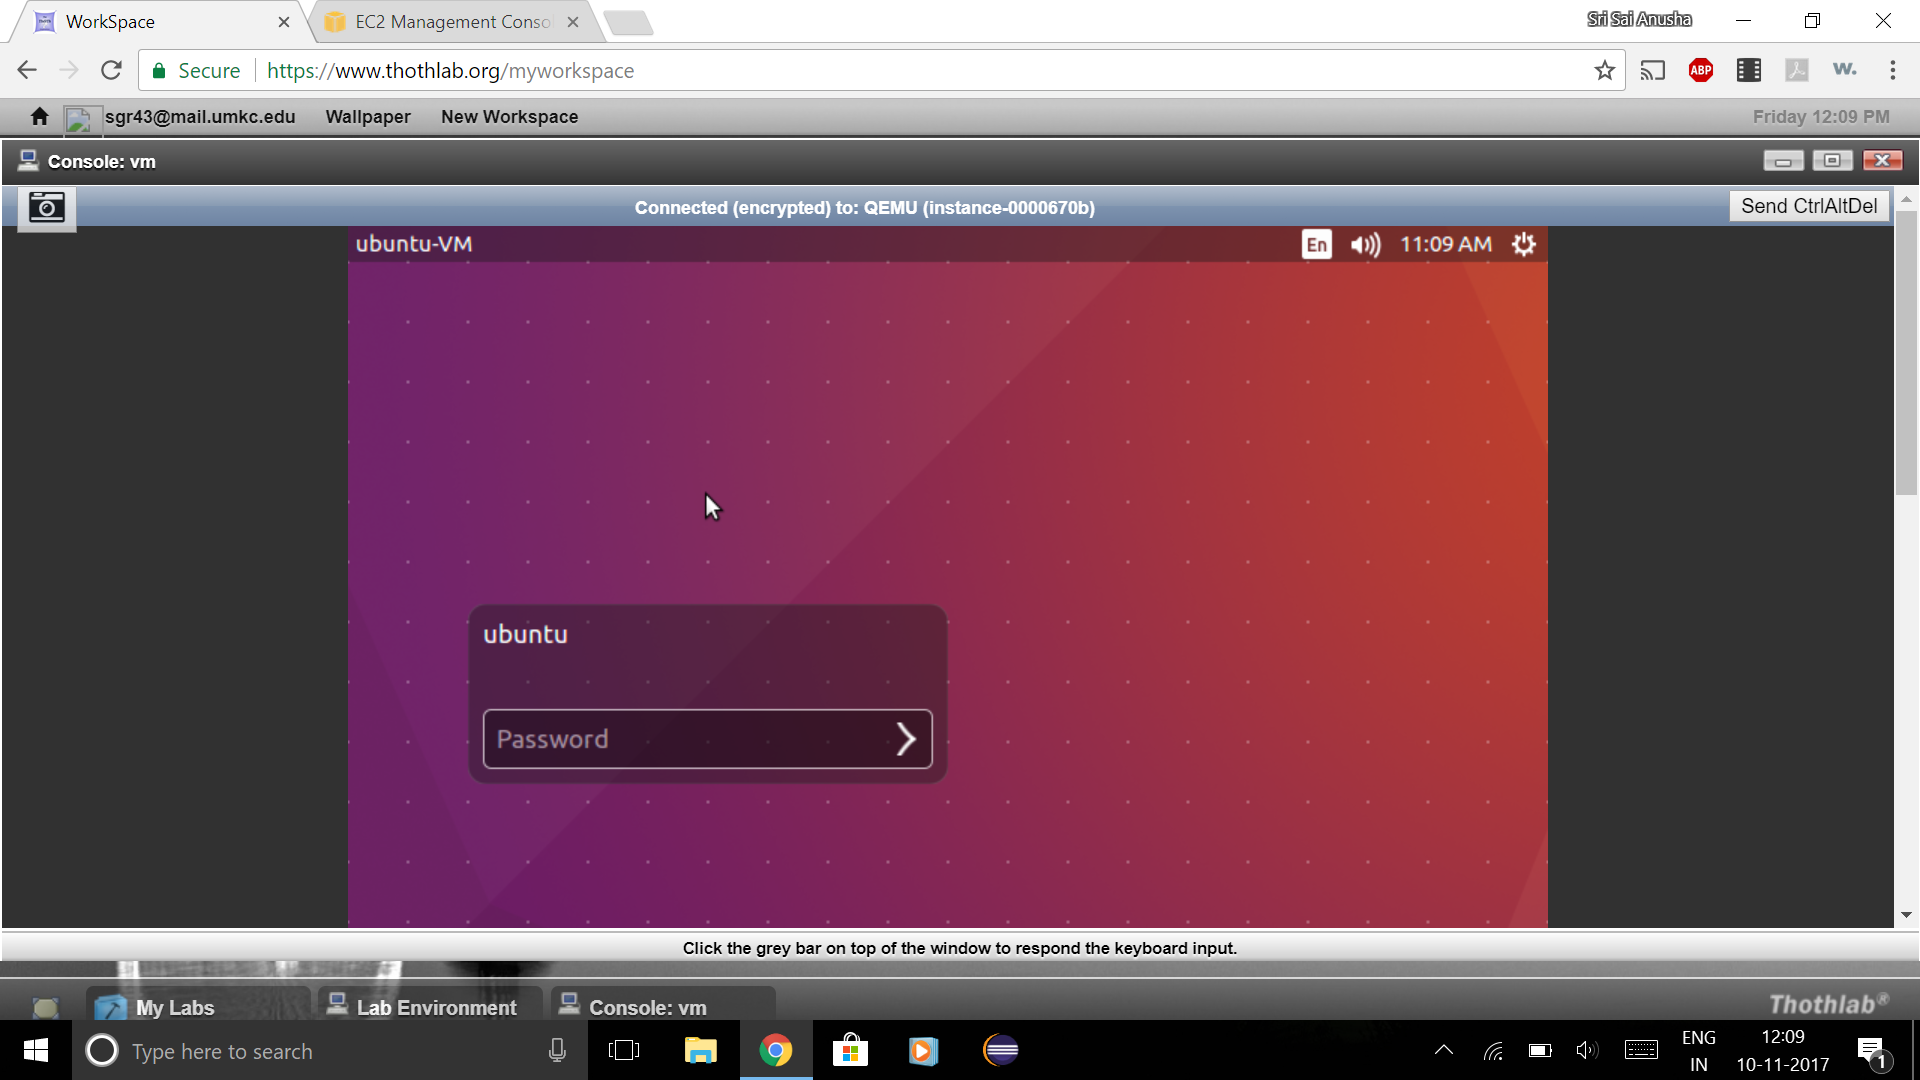 WorkSpace
EC2 Management Conso
Sri Sai Anusha
Secure
https://www.thothlab.org/myworkspace
ABP
w.
sgr43@mail.umkc.edu
Wallpaper
New Workspace
Friday 12:09 PM
Console: vm
Connected (encrypted) to: QEMU (instance-0000670b)
Send CtrlAltDel
ubuntu-VM
En
11:09 AM
ubuntu
Password
Click the grey bar on top of the window to respond the keyboard input.
My Labs
Lab Environment
Console: vm
Thothlab®
Type here to search
ENG
IN
12:09
10-11-2017
1